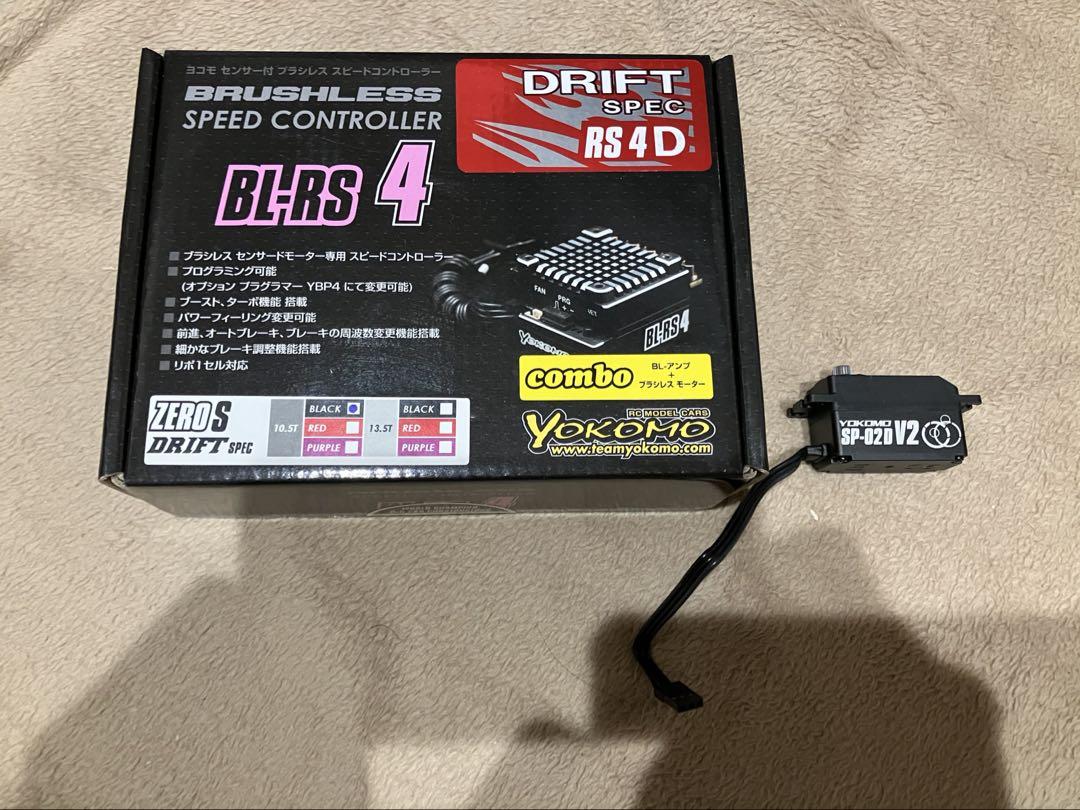 ヨコモ センサー付 ブラシレス スピードコントローラー
BRUSHLESS
SPEED CONTROLLER
BL-RS 4
DRIFT
SPEC
RS 4 D
■ ブラシレス センサードモーター専用 スピードコントローラー
■ プログラミング可能
(オプション プラグラマー YBP4 にて変更可能)
■ ブースト、ターボ機能 搭載
■ パワーフィーリング変更可能
■ 前進、オートブレーキ、ブレーキの周波数変更機能搭載
■ 細かなブレーキ調整機能搭載
■ リポ1セル対応
FAN
PRG
YOKOMO
BL-RS4
combo
BL-アンプ
+
ブラシレス モーター
ZERO S
DRIFT SPEC
10.5T
BLACK
RED
PURPLE
13.5T
BLACK
RED
PURPLE
RC MODEL CARS
YOKOMO
www.teamyokomo.com
YOKOMO
SP-02D V2